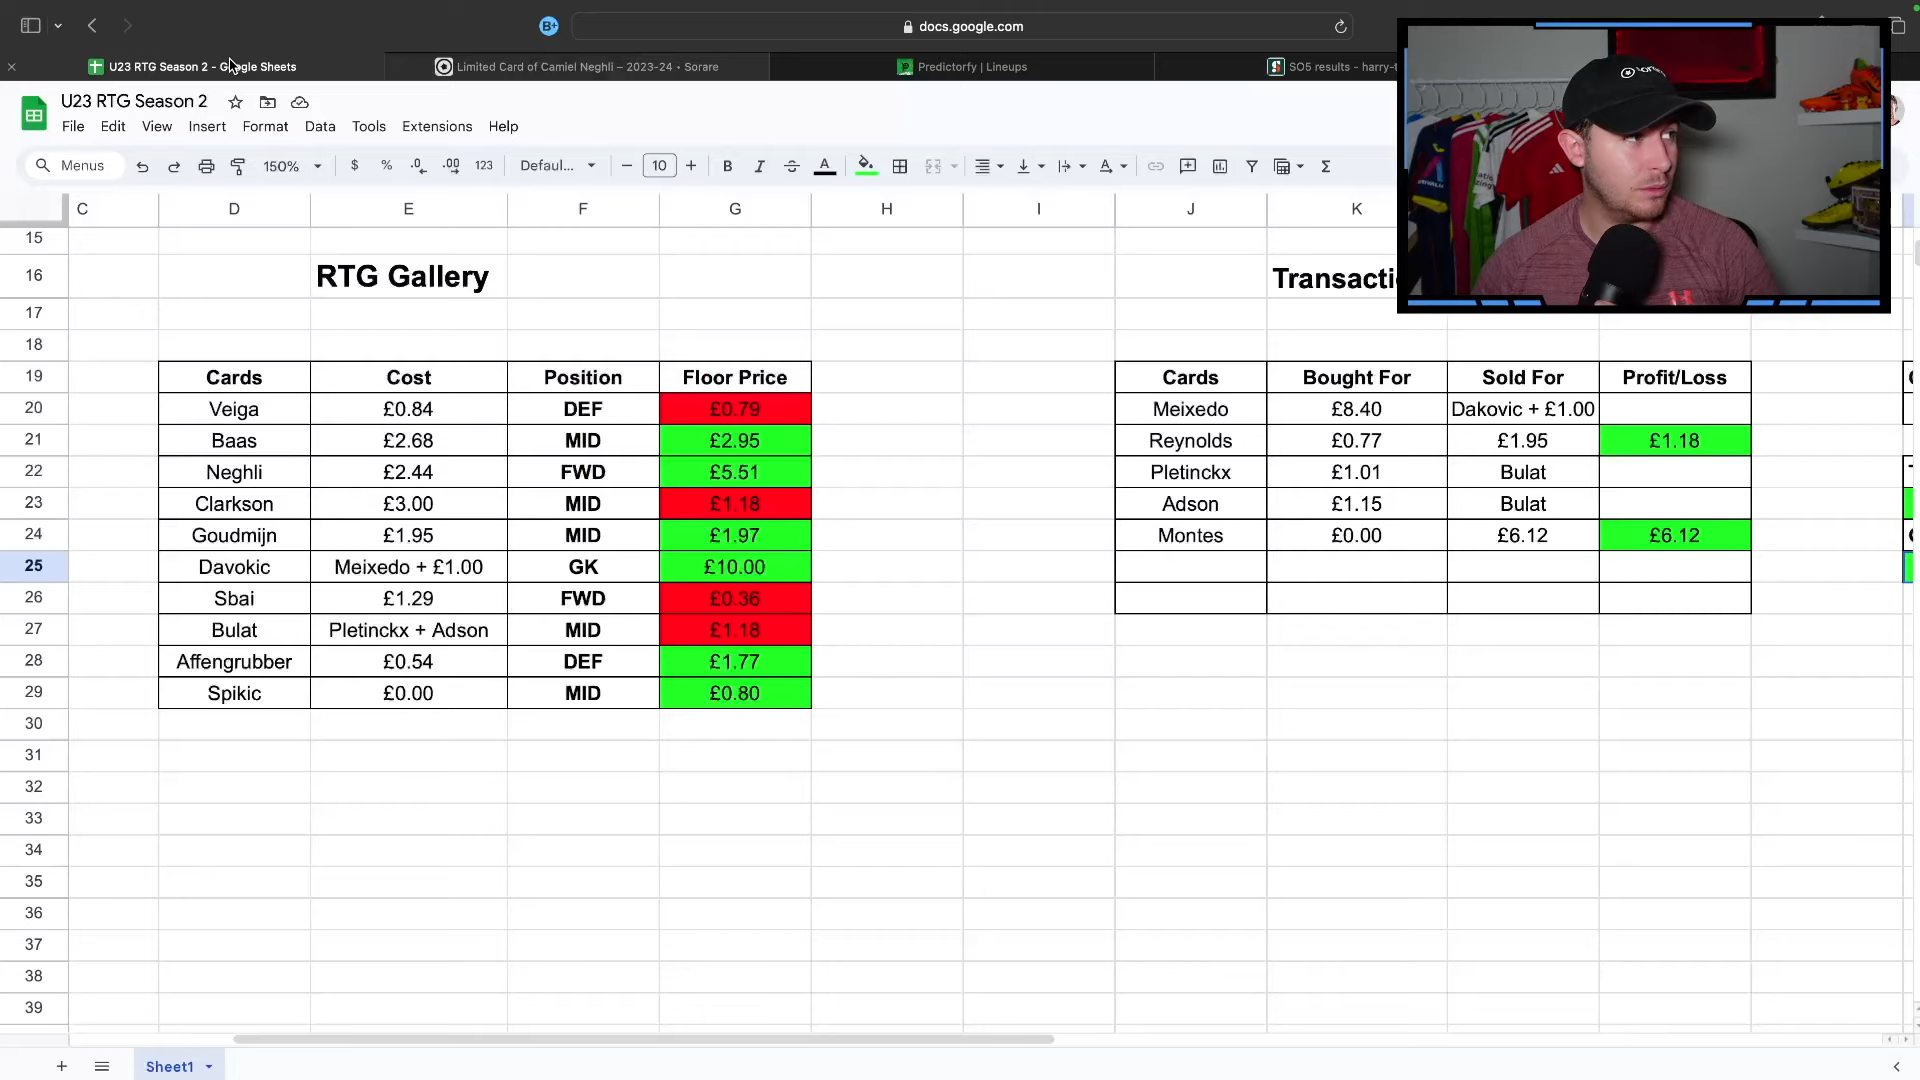 docs.google.com
U23 RTG Season 2 - Google Sheets
Limited Card of Camiel Neghli – 2023-24 • Sorare
Predictorfy | Lineups
SO5 results - harry-t
U23 RTG Season 2
File Edit View Insert Format Data Tools Extensions Help
Menus 150% $ % .0 .00 123 Defaul... 10 B I A
C D E F G H I J K
15
16 RTG Gallery Transacti
17
18
19 Cards Cost Position Floor Price Cards Bought For Sold For Profit/Loss
20 Veiga £0.84 DEF £0.79 Meixedo £8.40 Dakovic + £1.00
21 Baas £2.68 MID £2.95 Reynolds £0.77 £1.95 £1.18
22 Neghli £2.44 FWD £5.51 Pletinckx £1.01 Bulat
23 Clarkson £3.00 MID £1.18 Adson £1.15 Bulat
24 Goudmijn £1.95 MID £1.97 Montes £0.00 £6.12 £6.12
25 Davokic Meixedo + £1.00 GK £10.00
26 Sbai £1.29 FWD £0.36
27 Bulat Pletinckx + Adson MID £1.18
28 Affengrubber £0.54 DEF £1.77
29 Spikic £0.00 MID £0.80
30
31
32
33
34
35
36
37
38
39
Sheet1